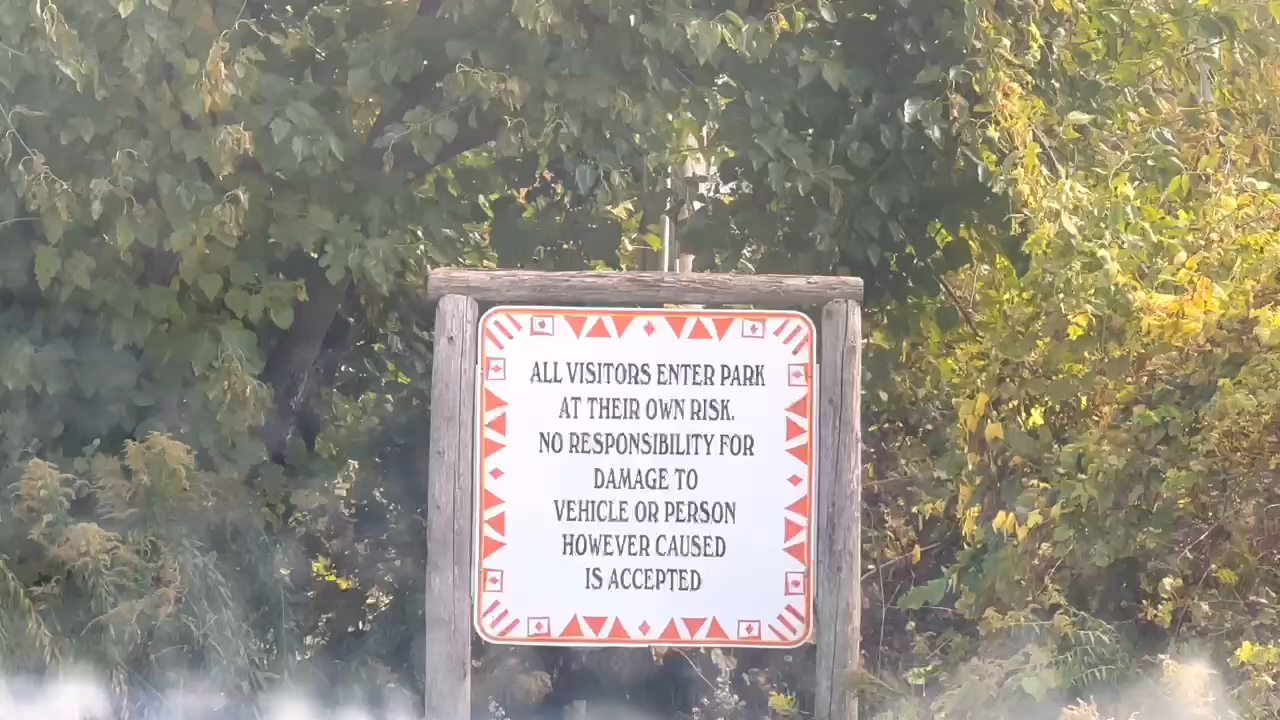 ALL VISITORS ENTER PARK
AT THEIR OWN RISK.
NO RESPONSIBILITY FOR
DAMAGE TO
VEHICLE OR PERSON
HOWEVER CAUSED
IS ACCEPTED